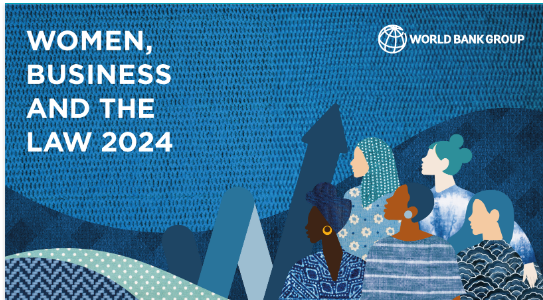 WOMEN,
BUSINESS
AND THE
LAW 2024
WORLD BANK GROUP